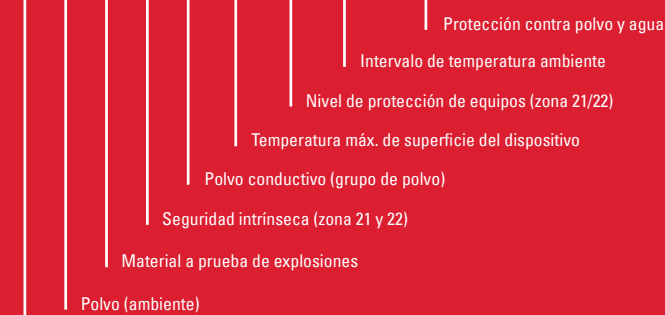 Protección contra polvo y agua
Intervalo de temperatura ambiente
Nivel de protección de equipos (zona 21/22)
Temperatura máx. de superficie del dispositivo
Polvo conductivo (grupo de polvo)
Seguridad intrínseca (zona 21 y 22)
Material a prueba de explosiones
Polvo (ambiente)